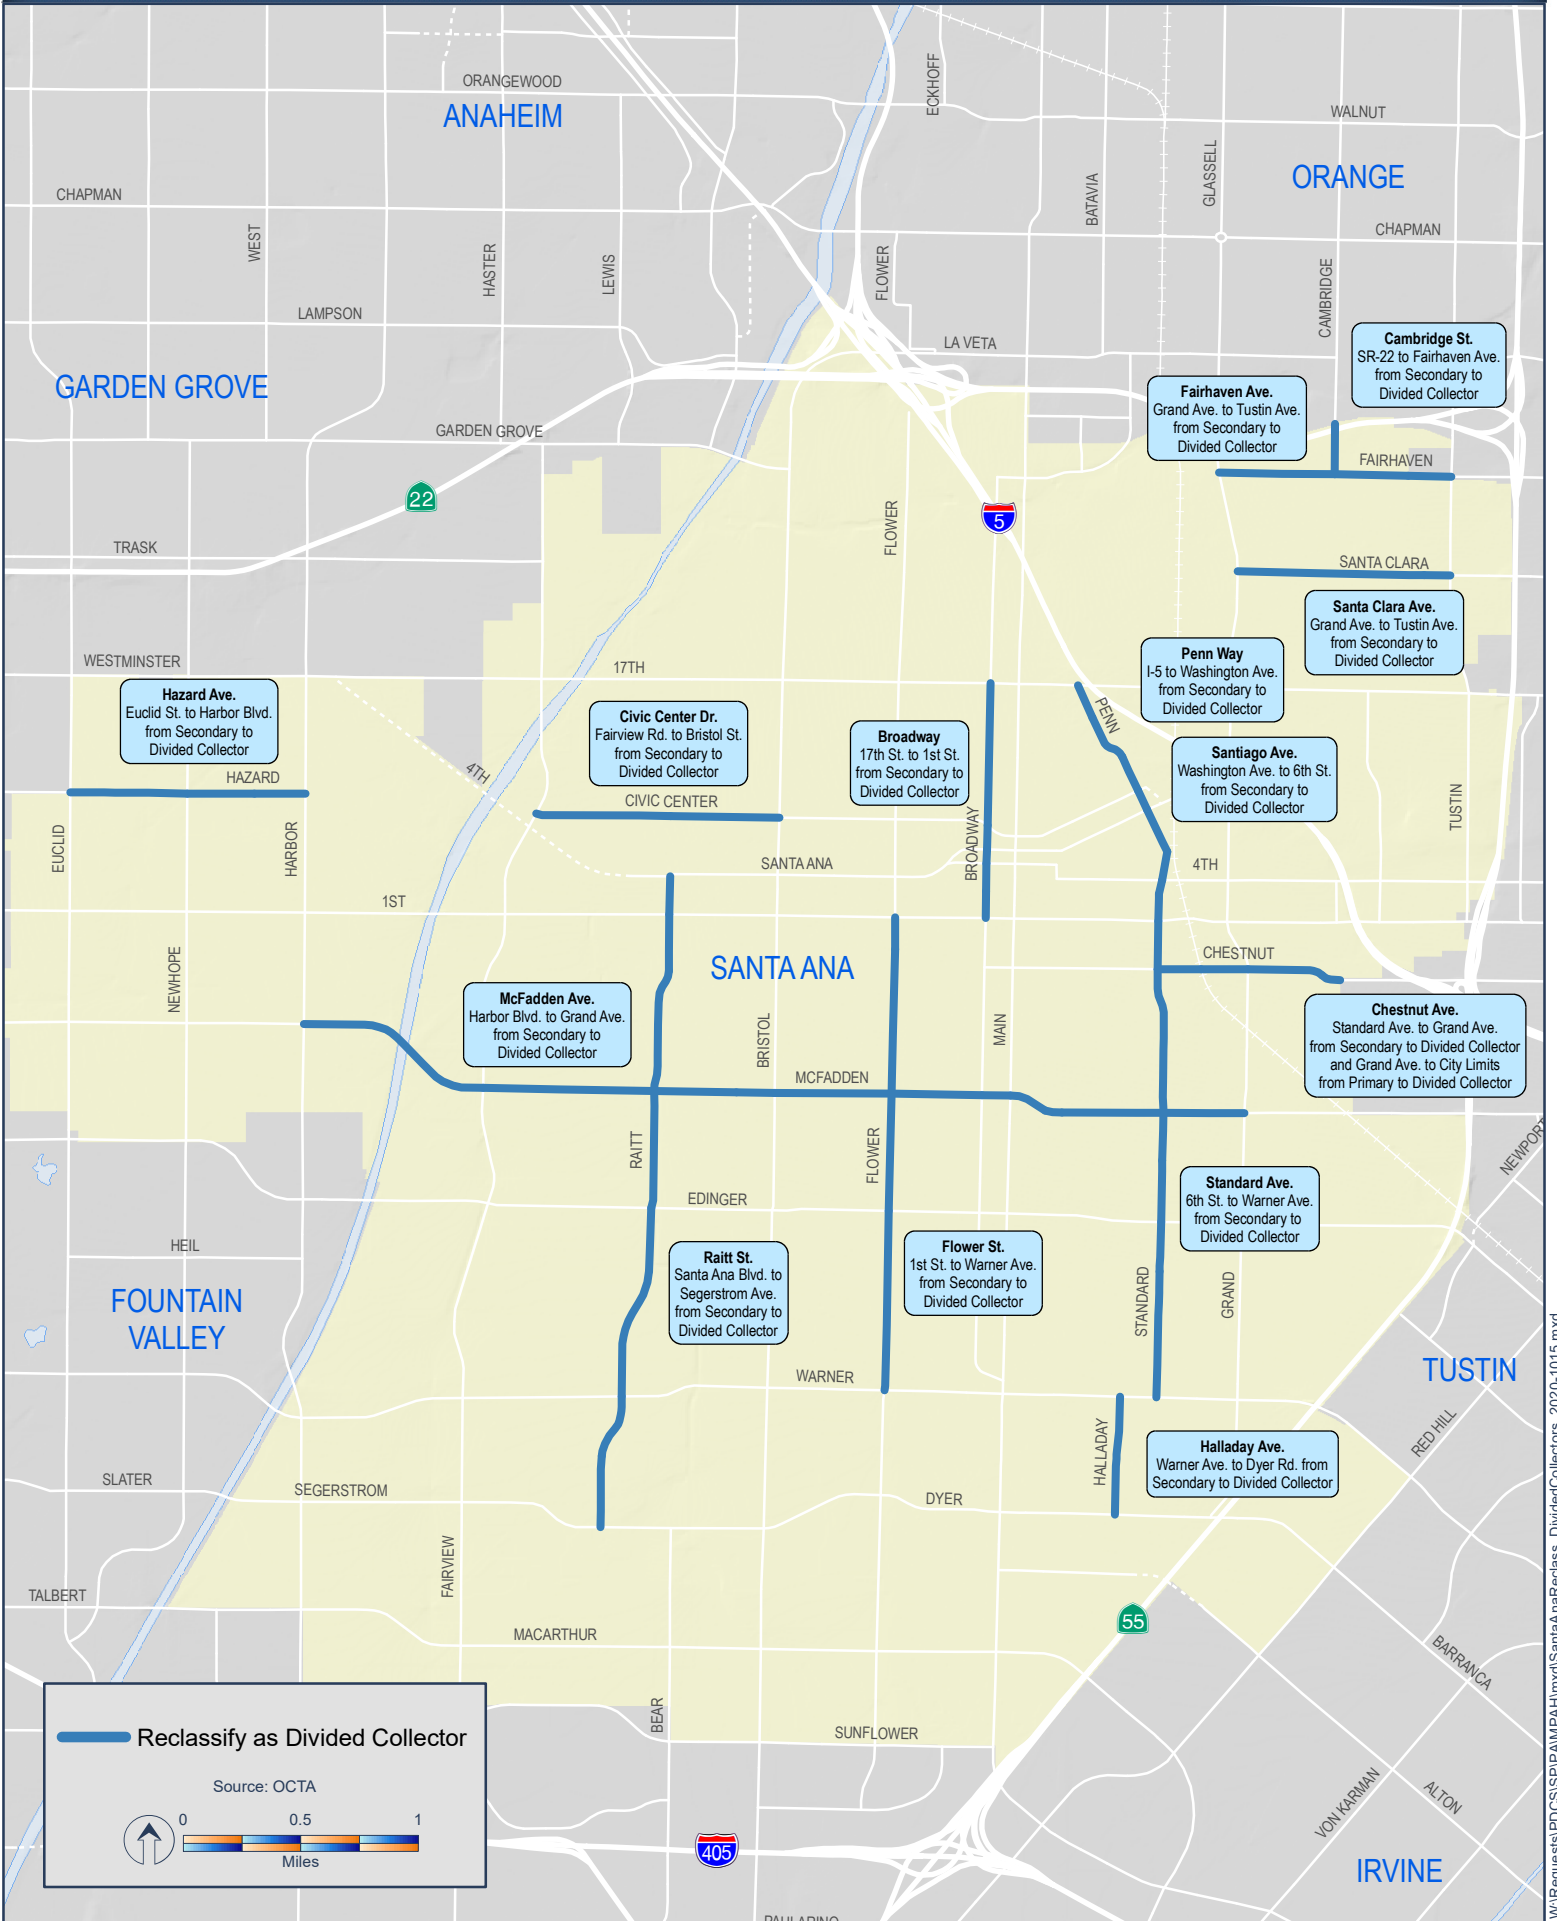 ORANGEWOOD
ANAHEIM
ECKHOFF
WALNUT
GLASSELL
ORANGE
BATAVIA
CHAPMAN
CHAPMAN
WEST
HASTER
LEWIS
FLOWER
CAMBRIDGE
LAMPSON
LA VETA
Cambridge St.
SR-22 to Fairhaven Ave.
from Secondary to
Divided Collector
GARDEN GROVE
Fairhaven Ave.
Grand Ave. to Tustin Ave.
from Secondary to
Divided Collector
GARDEN GROVE
FAIRHAVEN
22
5
FLOWER
TRASK
SANTA CLARA
Santa Clara Ave.
Grand Ave. to Tustin Ave.
from Secondary to
Divided Collector
WESTMINSTER
17TH
Penn Way
I-5 to Washington Ave.
from Secondary to
Divided Collector
Hazard Ave.
Euclid St. to Harbor Blvd.
from Secondary to
Divided Collector
Civic Center Dr.
Fairview Rd. to Bristol St.
from Secondary to
Divided Collector
PENN
Broadway
17th St. to 1st St.
from Secondary to
Divided Collector
Santiago Ave.
Washington Ave. to 6th St.
from Secondary to
Divided Collector
HAZARD
4TH
CIVIC CENTER
TUSTIN
EUCLID
HARBOR
BROADWAY
SANTA ANA
4TH
1ST
SANTA ANA
CHESTNUT
NEWHOPE
McFadden Ave.
Harbor Blvd. to Grand Ave.
from Secondary to
Divided Collector
BRISTOL
MAIN
Chestnut Ave.
Standard Ave. to Grand Ave.
from Secondary to Divided Collector
and Grand Ave. to City Limits
from Primary to Divided Collector
MCFADDEN
RAITT
FLOWER
NEWPORT
Standard Ave.
6th St. to Warner Ave.
from Secondary to
Divided Collector
EDINGER
HEIL
Raitt St.
Santa Ana Blvd. to
Segerstrom Ave.
from Secondary to
Divided Collector
Flower St.
1st St. to Warner Ave.
from Secondary to
Divided Collector
STANDARD
GRAND
FOUNTAIN
VALLEY
WARNER
TUSTIN
RED HILL
HALLADAY
Halladay Ave.
Warner Ave. to Dyer Rd. from
Secondary to Divided Collector
SLATER
SEGERSTROM
DYER
FAIRVIEW
TALBERT
55
MACARTHUR
BARRANCA
BEAR
SUNFLOWER
Reclassify as Divided Collector
Source: OCTA
0 0.5 1
Miles
405
VON KARMAN
ALTON
IRVINE
W:\Requests\PDCS\SP\PA\MPAH\mxd\SantaAnaReclass_DividedCollectors_2020-1015.mxd